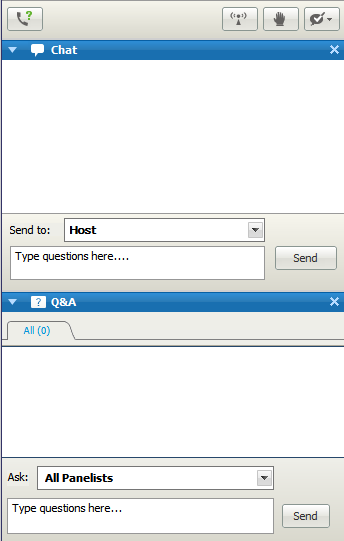 Chat
Send to: Host
Type questions here....
Send
Q&A
All (0)
Ask: All Panelists
Type questions here...
Send